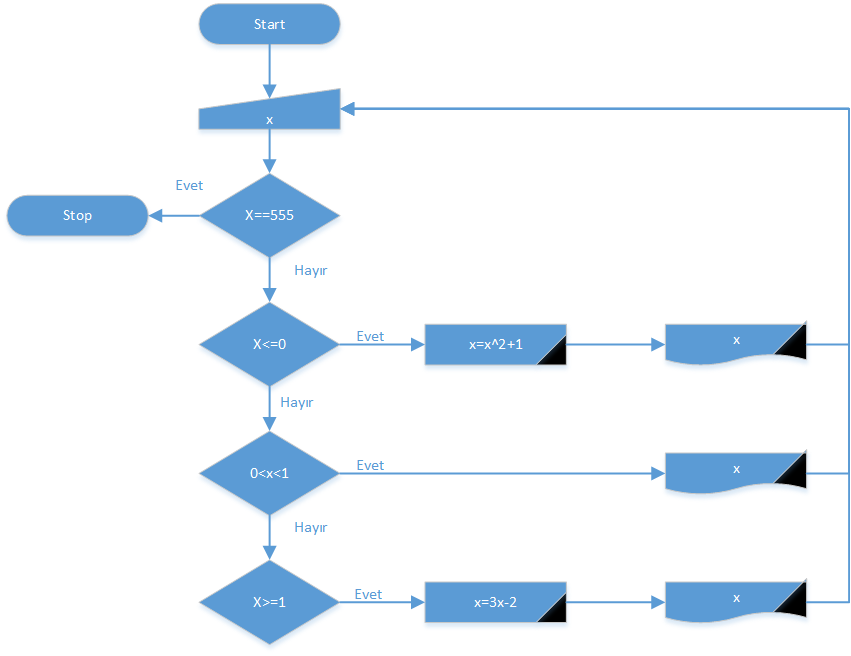 Start
x
Evet
X==555
Stop
Hayır
X<=0
Evet
x=x^2+1
x
Hayır
0<x<1
Evet
x
Hayır
X>=1
Evet
x=3x-2
x